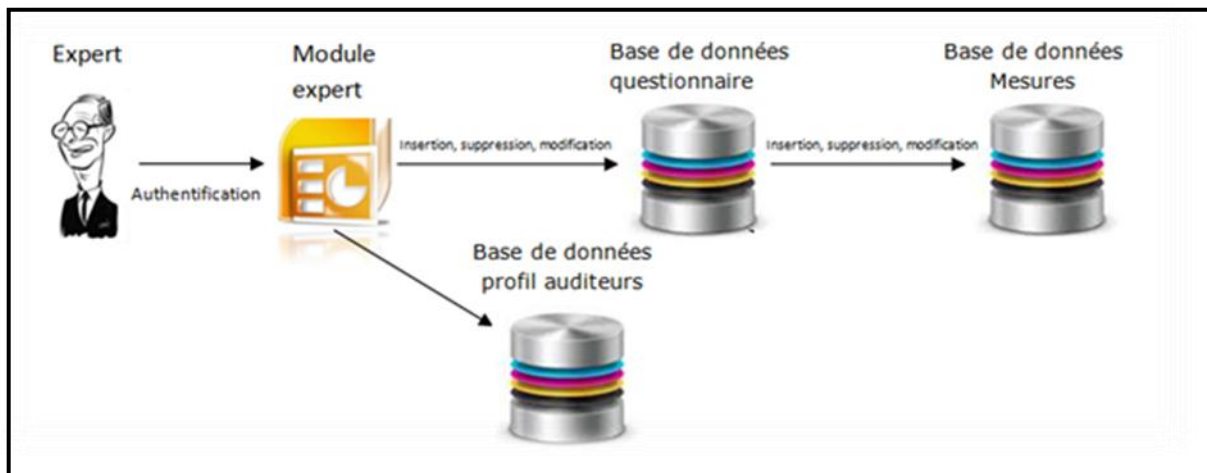 Expert
Module
expert
Base de données
questionnaire
Base de données
Mesures
Authentification
Insertion, suppression, modification
Insertion, suppression, modification
Base de données
profil auditeurs